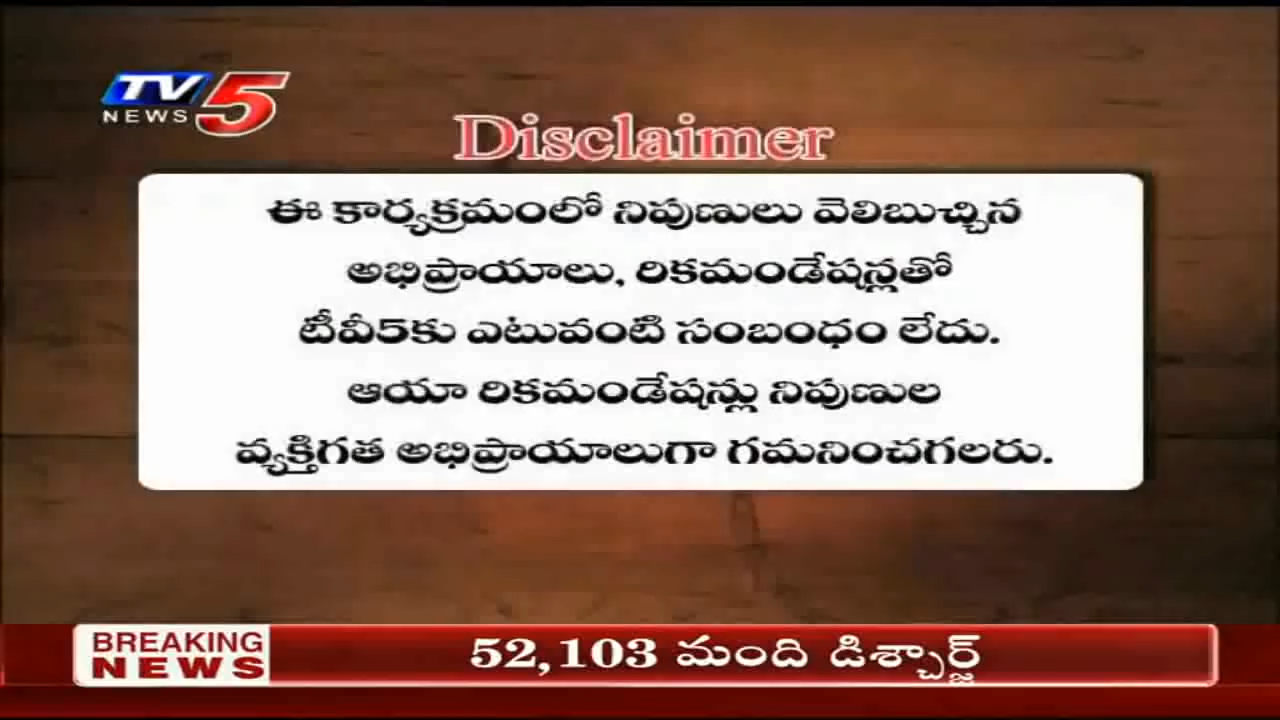 TV5
NEWS
Disclaimer
ఈ కార్యక్రమంలో నిపుణులు వెలిబుచ్చిన
అభిప్రాయాలు, రికమండేషన్లతో
టీవీ5కు ఎటువంటి సంబంధం లేదు.
ఆయా రికమండేషన్లు నిపుణుల
వ్యక్తిగత అభిప్రాయాలుగా గమనించగలరు.
BREAKING
NEWS
52,103 మంది డిశ్చార్జ్